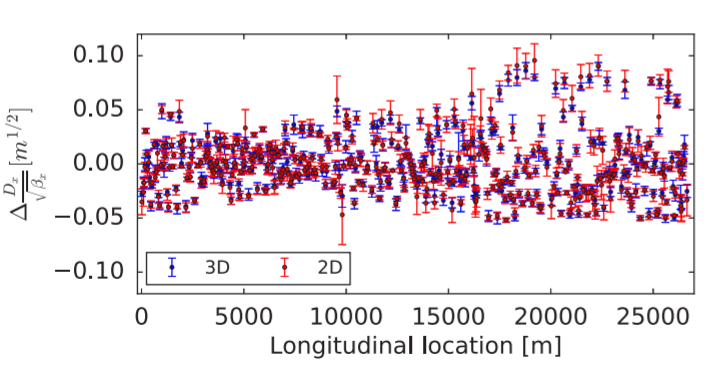 0.10
0.05
0.00
−0.05
−0.10
Δ D_x/√β_x [m^{1/2}]
3D 2D
0 5000 10000 15000 20000 25000
Longitudinal location [m]